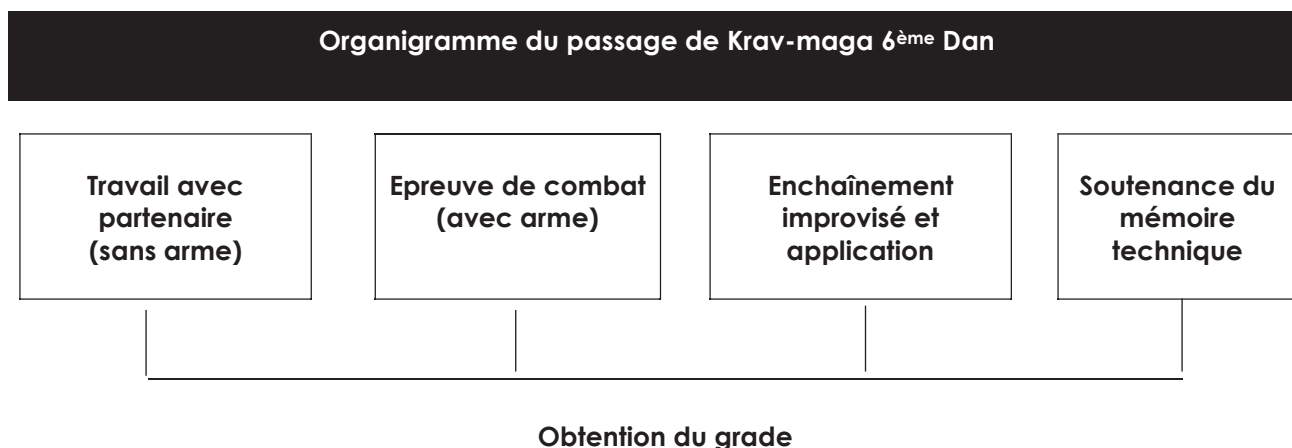 Organigramme du passage de Krav-maga 6ème Dan
Travail avec
partenaire
(sans arme)
Epreuve de combat
(avec arme)
Enchaînement
improvisé et
application
Soutenance du
mémoire
technique
Obtention du grade